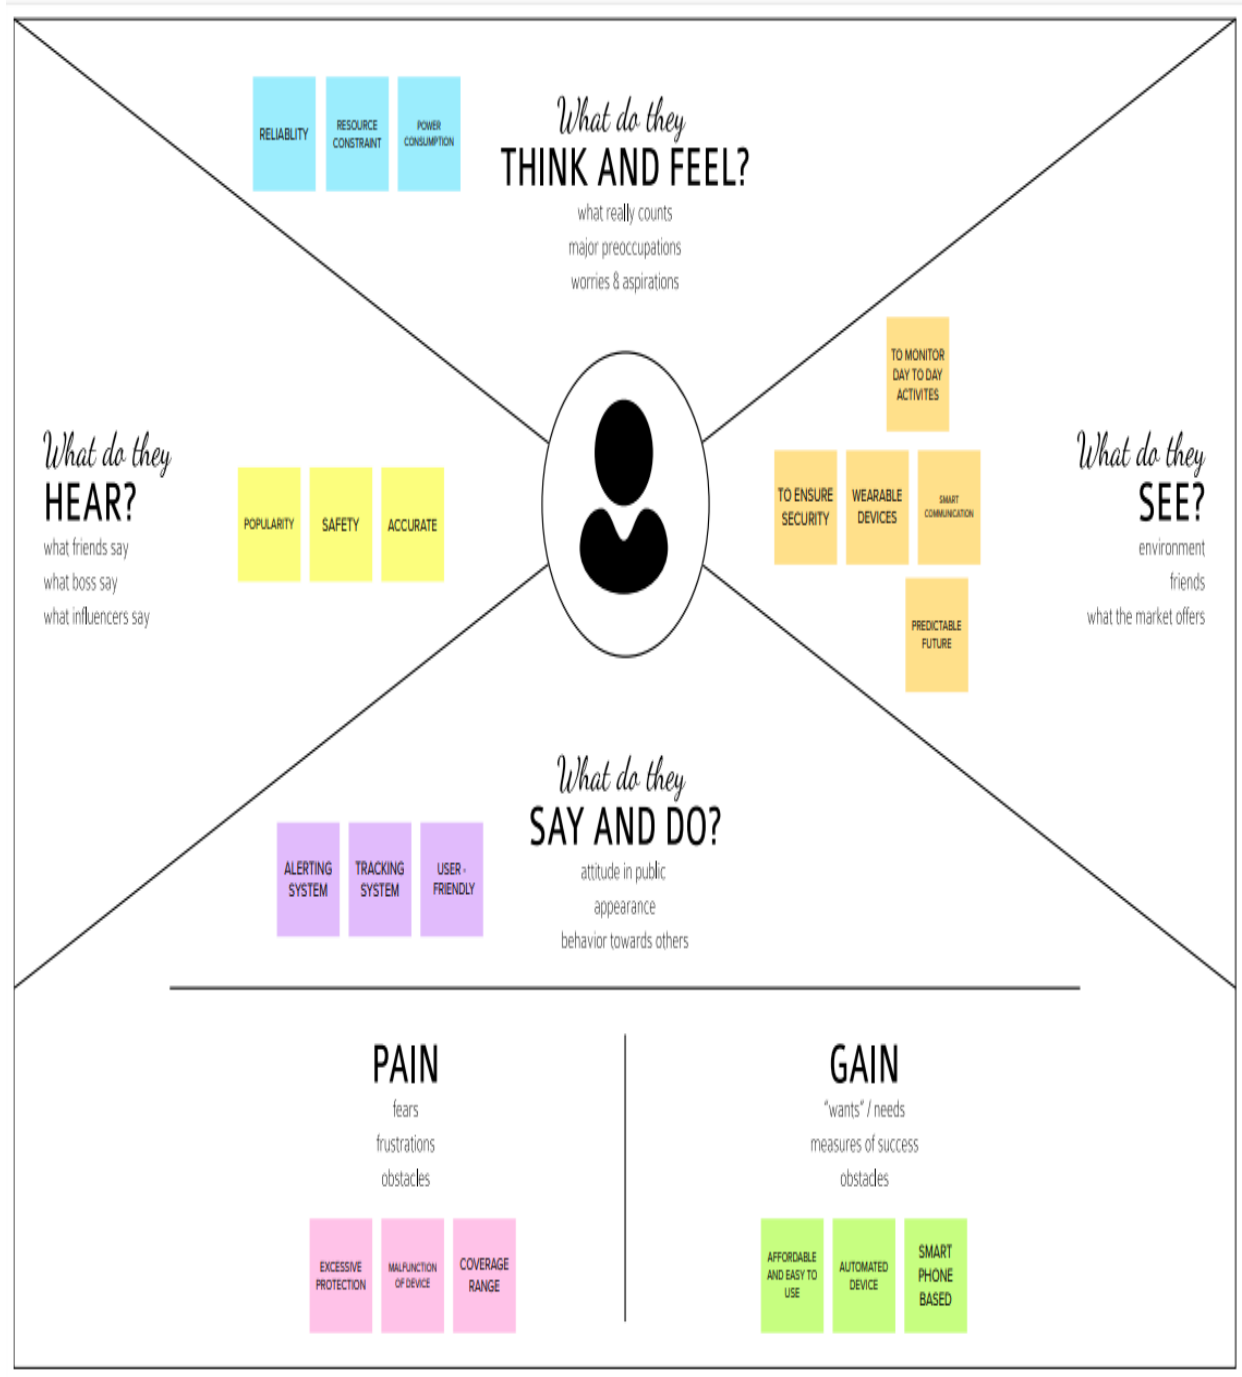 RELIABLITY
RESOURCE
CONSTRAINT
POWER
CONSUMPTION
What do they
THINK AND FEEL?
what really counts
major preoccupations
worries & aspirations
What do they
HEAR?
what friends say
what boss say
what influencers say
POPULARITY
SAFETY
ACCURATE
TO MONITOR
DAY TO DAY
ACTIVITES
TO ENSURE
SECURITY
WEARABLE
DEVICES
SMART
COMMUNICATION
PREDICTABLE
FUTURE
What do they
SEE?
environment
friends
what the market offers
What do they
SAY AND DO?
attitude in public
appearance
behavior towards others
ALERTING
SYSTEM
TRACKING
SYSTEM
USER -
FRIENDLY
PAIN
fears
frustrations
obstacles
EXCESSIVE
PROTECTION
MALFUNCTION
OF DEVICE
COVERAGE
RANGE
GAIN
"wants" / needs
measures of success
obstacles
AFFORDABLE
AND EASY TO
USE
AUTOMATED
DEVICE
SMART
PHONE
BASED